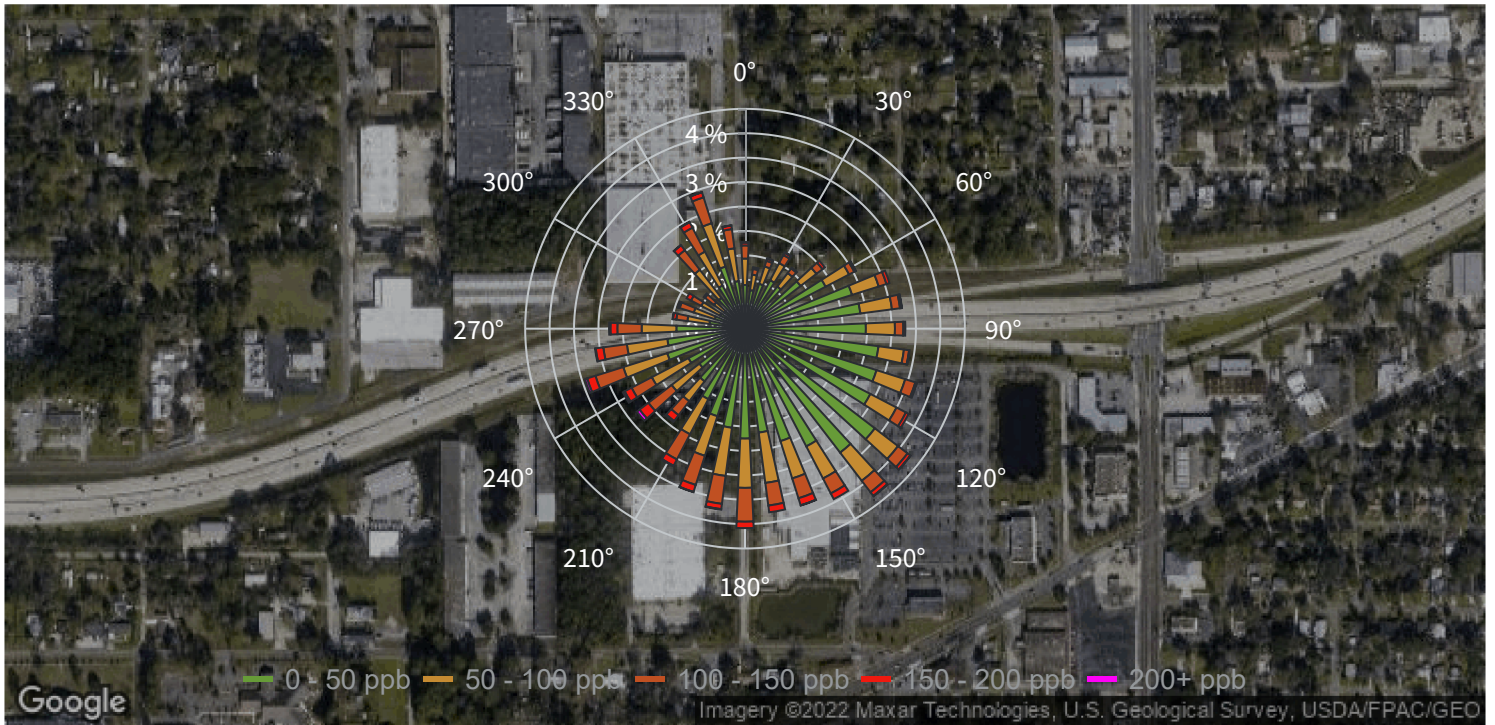 0°
330° 30°
4 %
300° 3 % 60°
%
1
270° 90°
240° 120°
210° 150°
180°
0 - 50 ppb 50 - 100 ppb 100 - 150 ppb 150 - 200 ppb 200+ ppb
Google
Imagery ©2022 Maxar Technologies, U.S. Geological Survey, USDA/FPAC/GEO